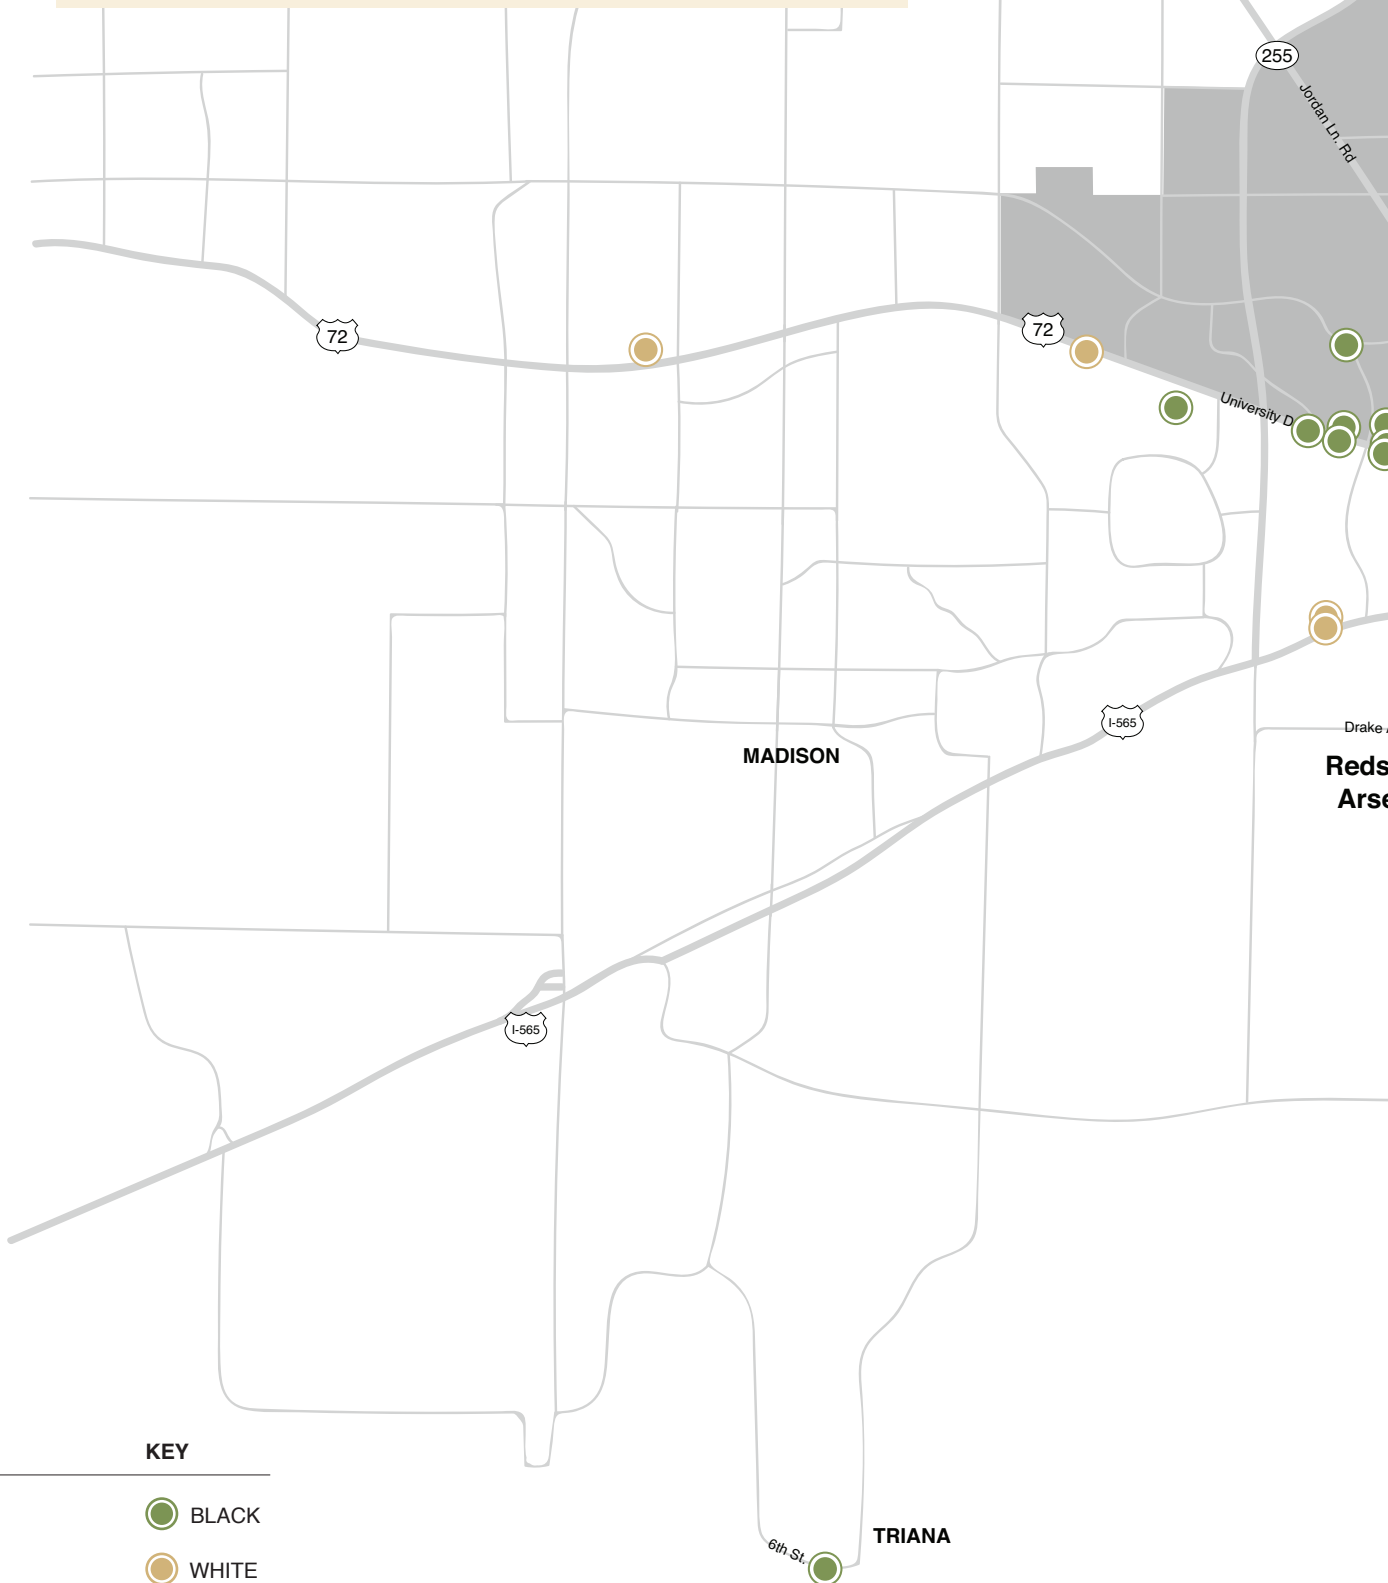 255
Jordan Ln. Rd
72
72
University D
I-565
Drake
MADISON
Reds
Arse
I-565
KEY
BLACK
WHITE
6th St.
TRIANA